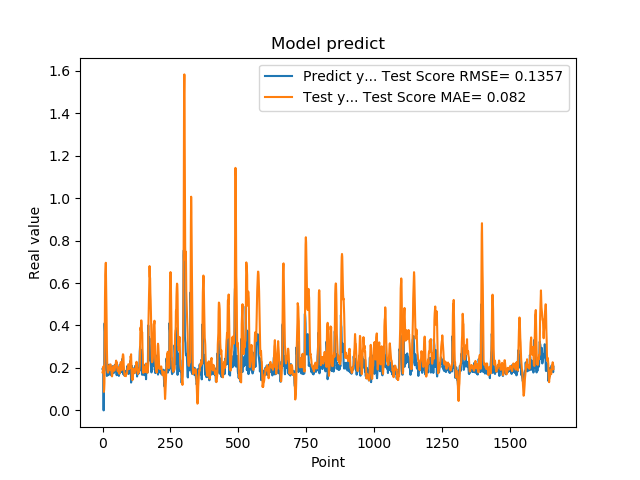 Model predict
Predict y... Test Score RMSE= 0.1357
Test y... Test Score MAE= 0.082
Real value
1.6
1.4
1.2
1.0
0.8
0.6
0.4
0.2
0.0
0 250 500 750 1000 1250 1500
Point